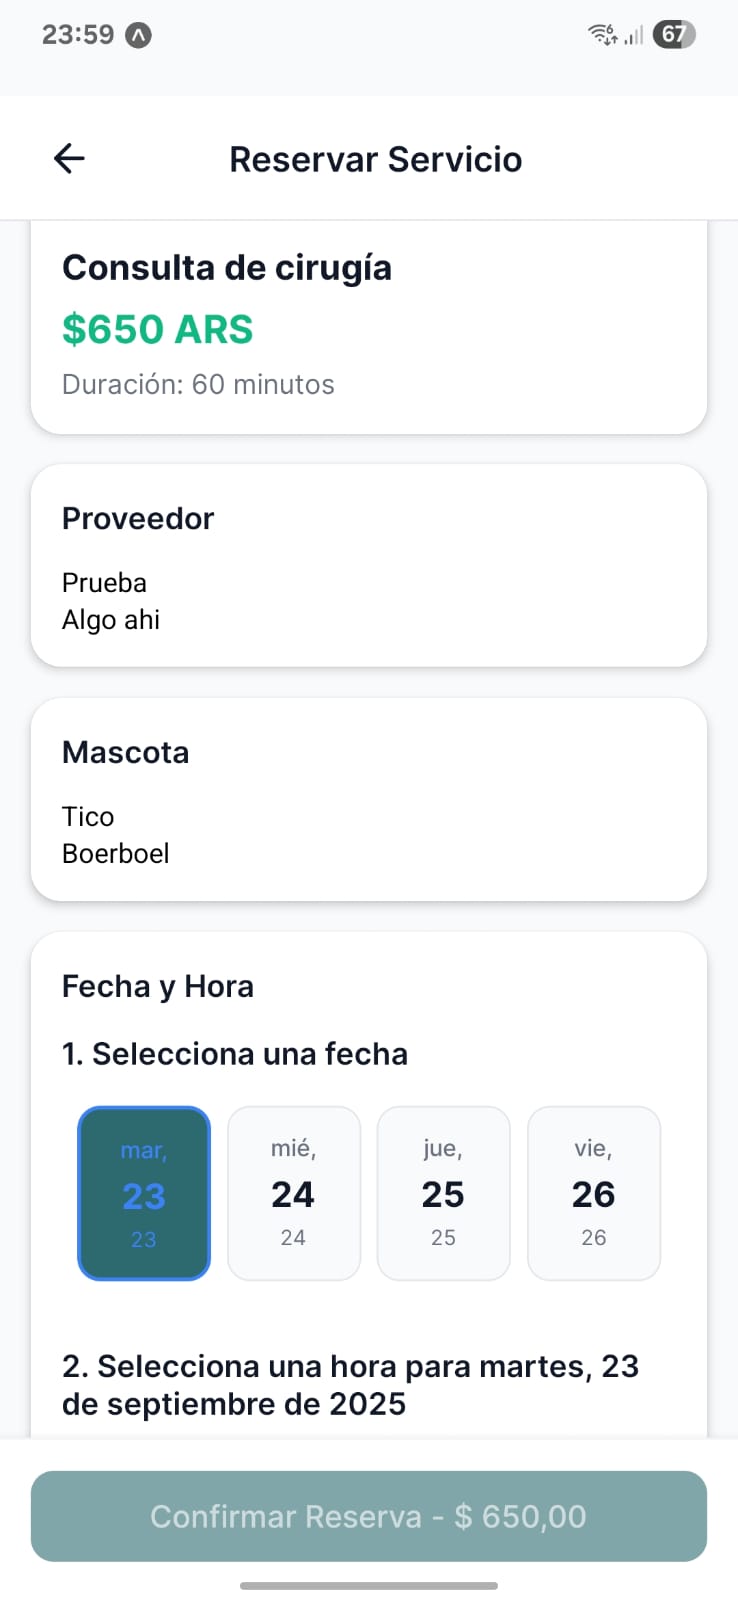 23:59
67
Reservar Servicio
Consulta de cirugía
$650 ARS
Duración: 60 minutos
Proveedor
Prueba
Algo ahi
Mascota
Tico
Boerboel
Fecha y Hora
1. Selecciona una fecha
mar, mié, jue, vie,
23 24 25 26
23 24 25 26
2. Selecciona una hora para martes, 23
de septiembre de 2025
Confirmar Reserva - $ 650,00